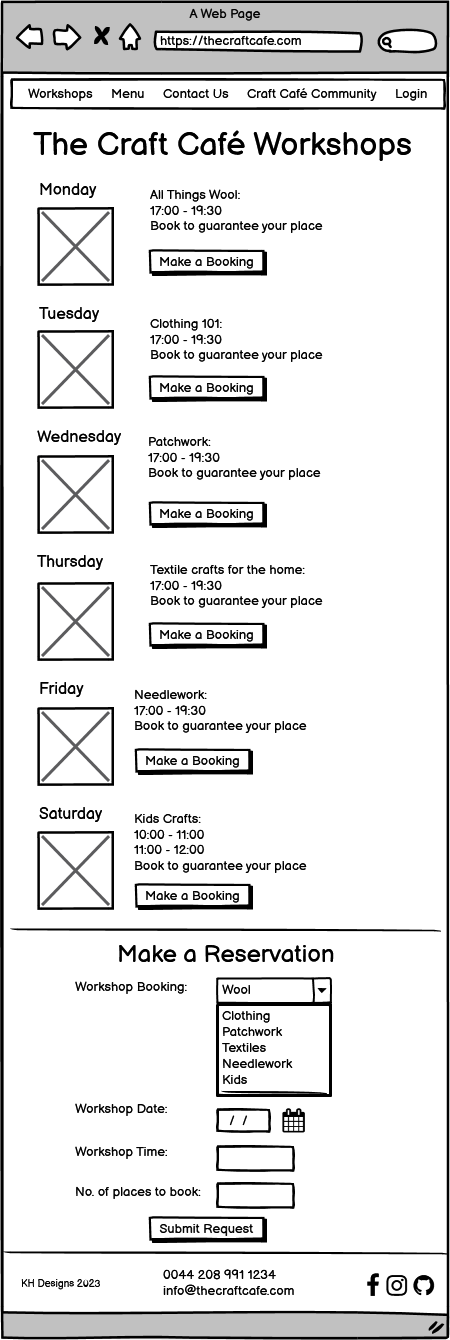 A Web Page
https://thecraftcafe.com
Workshops Menu Contact Us Craft Café Community Login
The Craft Café Workshops
Monday
All Things Wool:
17:00 - 19:30
Book to guarantee your place
Make a Booking
Tuesday
Clothing 101:
17:00 - 19:30
Book to guarantee your place
Make a Booking
Wednesday
Patchwork:
17:00 - 19:30
Book to guarantee your place
Make a Booking
Thursday
Textile crafts for the home:
17:00 - 19:30
Book to guarantee your place
Make a Booking
Friday
Needlework:
17:00 - 19:30
Book to guarantee your place
Make a Booking
Saturday
Kids Crafts:
10:00 - 11:00
11:00 - 12:00
Book to guarantee your place
Make a Booking
Make a Reservation
Workshop Booking: Wool
Clothing
Patchwork
Textiles
Needlework
Kids
Workshop Date: / /
Workshop Time:
No. of places to book:
Submit Request
KH Designs 2023
0044 208 991 1234
info@thecraftcafe.com